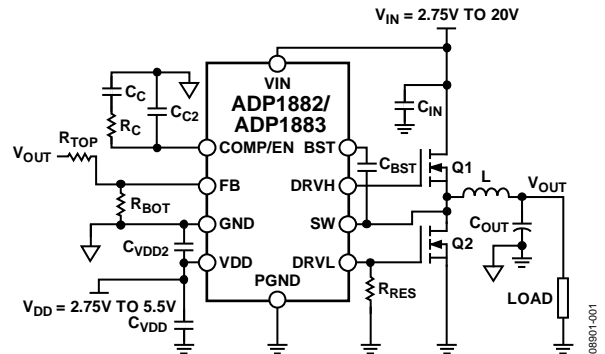 V_IN = 2.75V TO 20V
VIN
ADP1882/
ADP1883
C_C
C_C2
R_C
C_IN
R_TOP
V_OUT
COMP/EN
BST
C_BST
Q1
FB
DRVH
L
V_OUT
R_BOT
GND
SW
C_OUT
C_VDD2
Q2
VDD
DRVL
PGND
R_RES
LOAD
V_DD = 2.75V TO 5.5V
C_VDD
08901-001